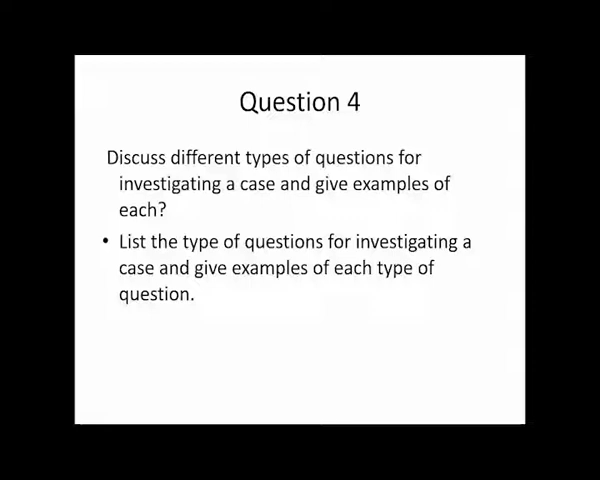 Question 4
Discuss different types of questions for
investigating a case and give examples of
each?
• List the type of questions for investigating a
case and give examples of each type of
question.